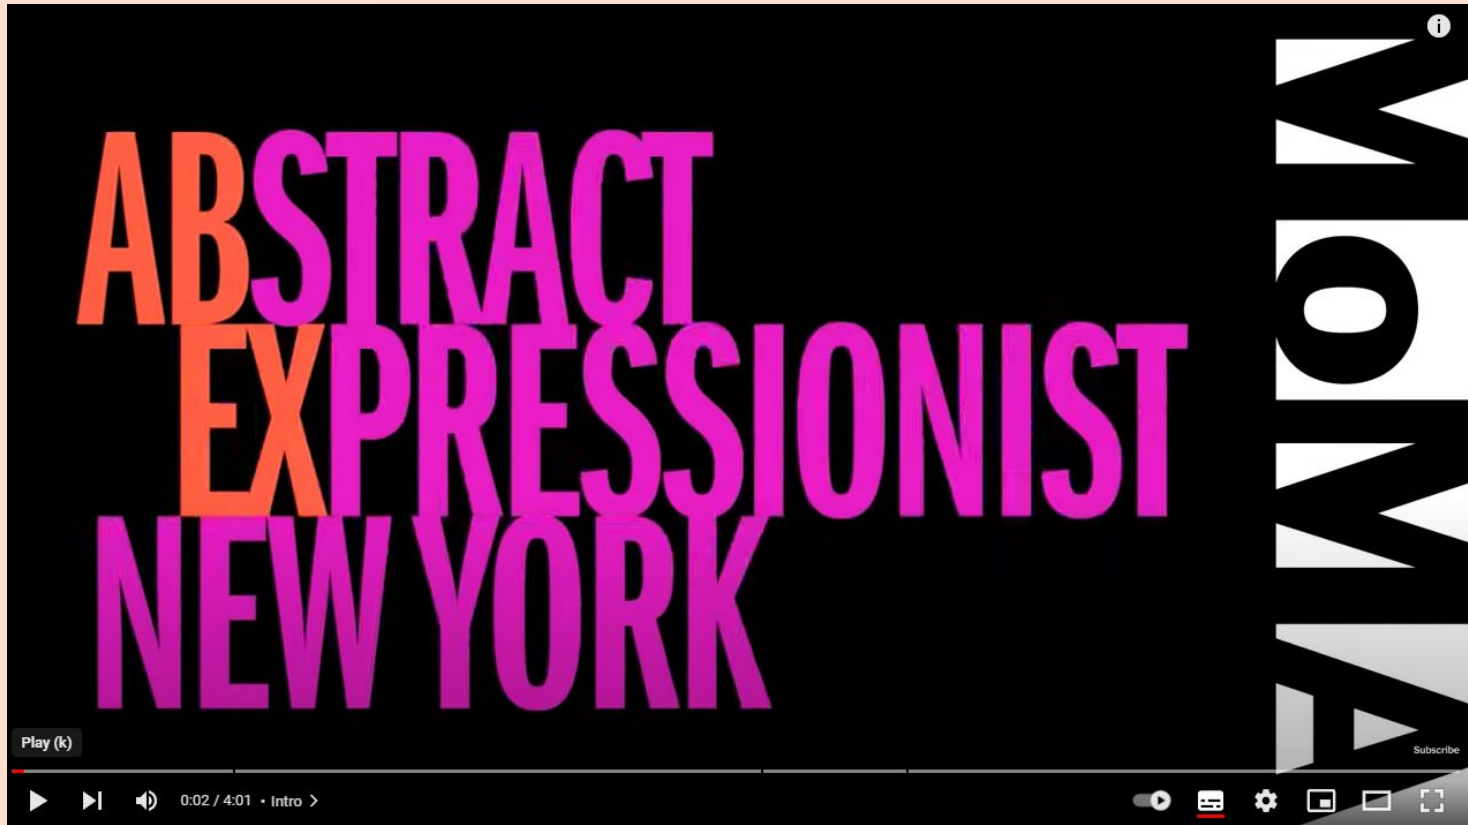 ABSTRACT
EXPRESSIONIST
NEW YORK
MoMA
Play (k)
Subscribe
0:02 / 4:01 • Intro >